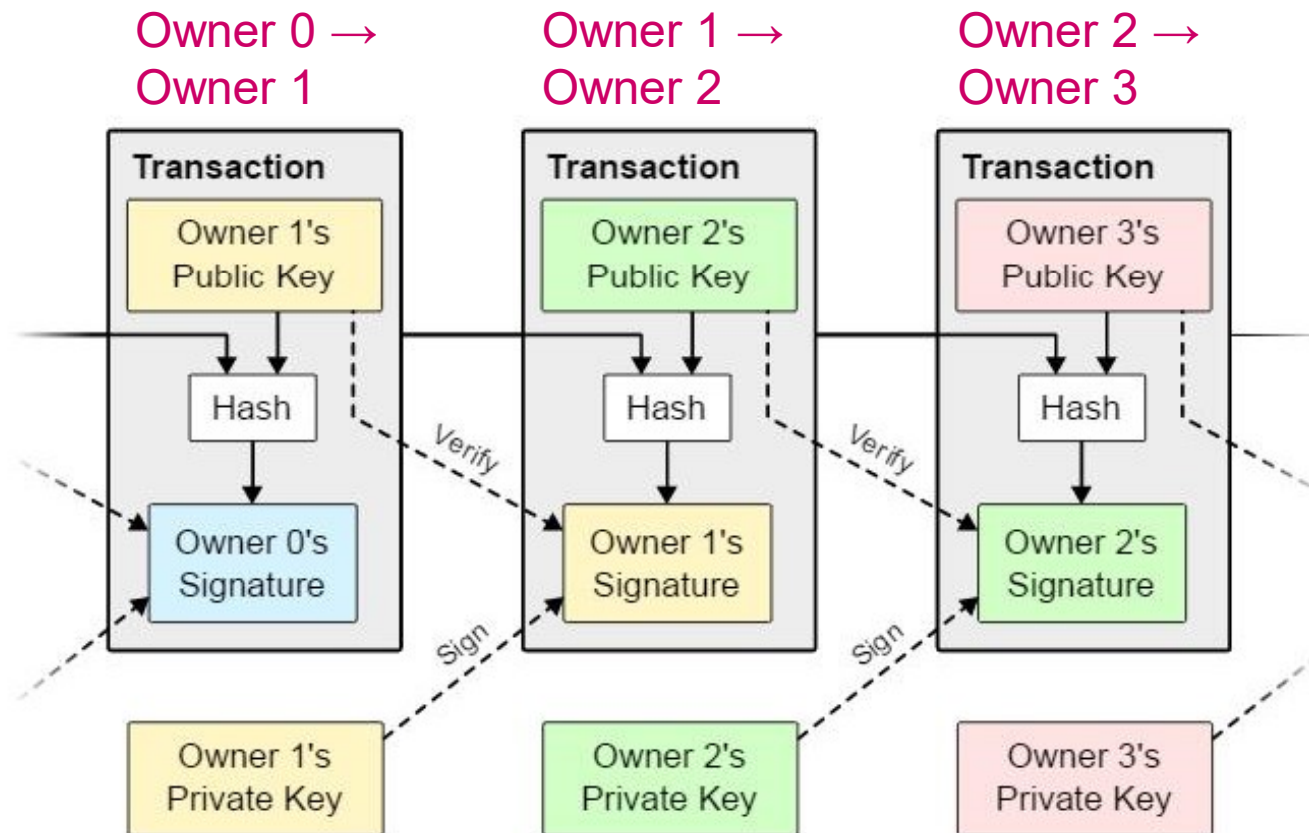 Owner 0 →
Owner 1
Owner 1 →
Owner 2
Owner 2 →
Owner 3
Transaction
Owner 1's
Public Key
Hash
Owner 0's
Signature
Verify
Sign
Owner 1's
Private Key
Transaction
Owner 2's
Public Key
Hash
Owner 1's
Signature
Verify
Sign
Owner 2's
Private Key
Transaction
Owner 3's
Public Key
Hash
Owner 2's
Signature
Owner 3's
Private Key